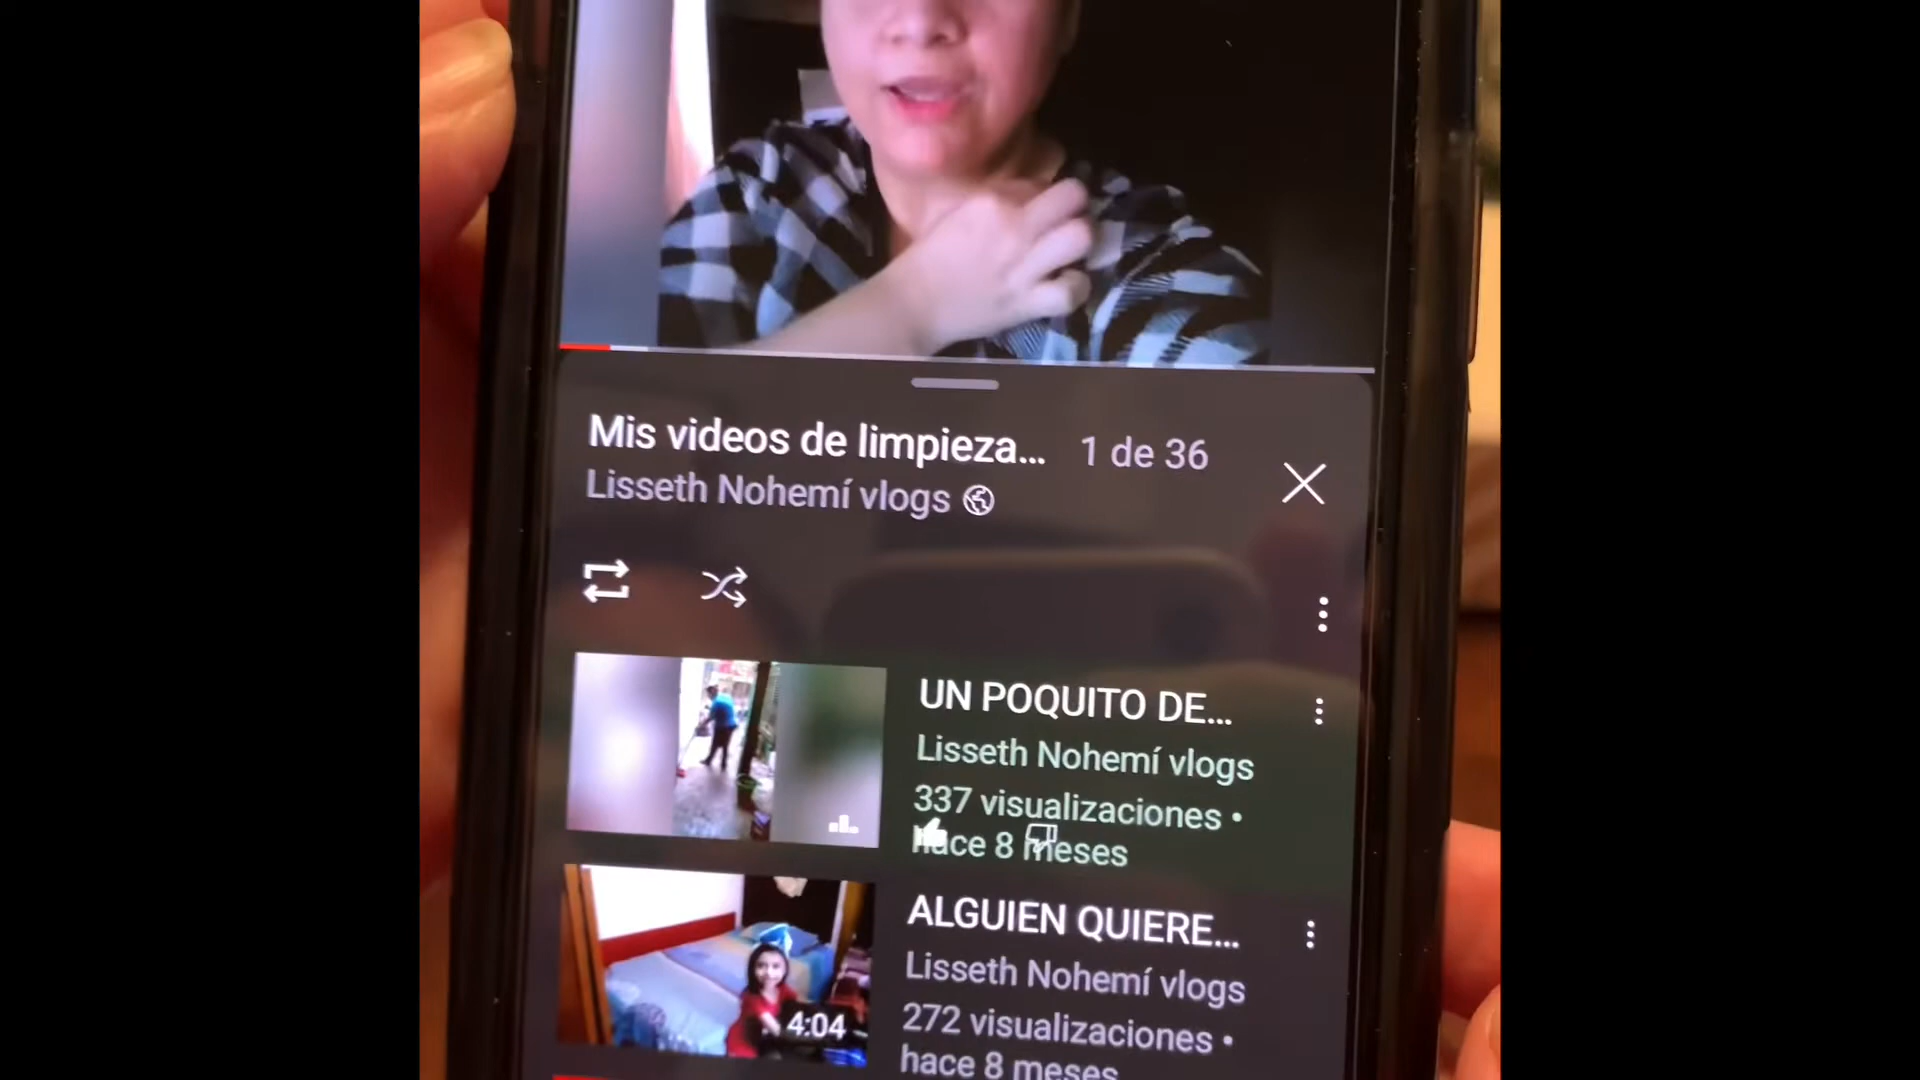 Mis videos de limpieza... 1 de 36
Lisseth Nohemí vlogs
UN POQUITO DE...
Lisseth Nohemí vlogs
337 visualizaciones •
hace 8 meses
ALGUIEN QUIERE...
Lisseth Nohemí vlogs
272 visualizaciones •
hace 8 meses
4:04